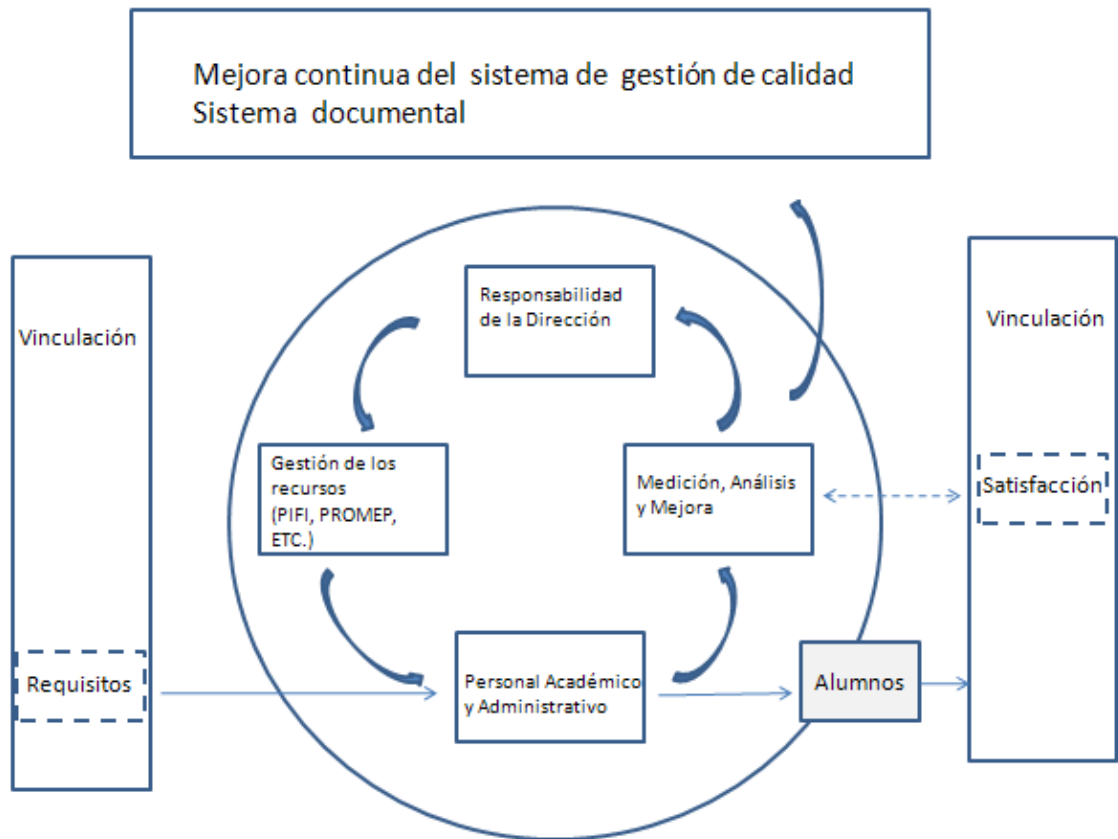 Mejora continua del sistema de gestión de calidad
Sistema documental
Vinculación
Requisitos
Responsabilidad
de la Dirección
Gestión de los
recursos
(PIFI, PROMEP,
ETC.)
Medición, Análisis
y Mejora
Personal Académico
y Administrativo
Alumnos
Vinculación
Satisfacción